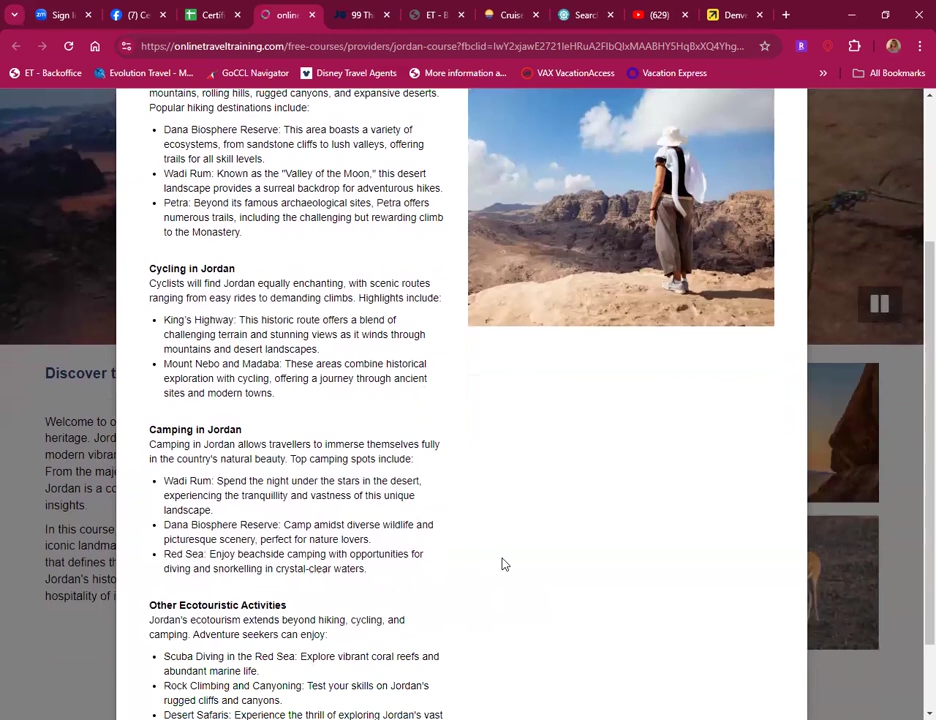 Sign I
(7) Ce
Certifi
online
99 Thi
ET - B
Cruise
Searc
(629)
Denve
https://onlinetraveltraining.com/free-courses/providers/jordan-course?fbclid=IwY2xjawE2721leHRuA2FlbQIxMAABHY5HqBxXQ4Yhg...
ET - Backoffice
Evolution Travel - M...
GoCCL Navigator
Disney Travel Agents
More information a...
VAX VacationAccess
Vacation Express
All Bookmarks
mountains, rolling hills, rugged canyons, and expansive deserts.
Popular hiking destinations include:
• Dana Biosphere Reserve: This area boasts a variety of
ecosystems, from sandstone cliffs to lush valleys, offering
trails for all skill levels.
• Wadi Rum: Known as the "Valley of the Moon," this desert
landscape provides a surreal backdrop for adventurous hikes.
• Petra: Beyond its famous archaeological sites, Petra offers
numerous trails, including the challenging but rewarding climb
to the Monastery.
Cycling in Jordan
Cyclists will find Jordan equally enchanting, with scenic routes
ranging from easy rides to demanding climbs. Highlights include:
• King's Highway: This historic route offers a blend of
challenging terrain and stunning views as it winds through
mountains and desert landscapes.
• Mount Nebo and Madaba: These areas combine historical
exploration with cycling, offering a journey through ancient
sites and modern towns.
Camping in Jordan
Camping in Jordan allows travellers to immerse themselves fully
in the country's natural beauty. Top camping spots include:
• Wadi Rum: Spend the night under the stars in the desert,
experiencing the tranquillity and vastness of this unique
landscape.
• Dana Biosphere Reserve: Camp amidst diverse wildlife and
picturesque scenery, perfect for nature lovers.
• Red Sea: Enjoy beachside camping with opportunities for
diving and snorkelling in crystal-clear waters.
Other Ecotouristic Activities
Jordan's ecotourism extends beyond hiking, cycling, and
camping. Adventure seekers can enjoy:
• Scuba Diving in the Red Sea: Explore vibrant coral reefs and
abundant marine life.
• Rock Climbing and Canyoning: Test your skills on Jordan's
rugged cliffs and canyons.
• Desert Safaris: Experience the thrill of exploring Jordan's vast
Discover t
Welcome to o
heritage. Jord
modern vibran
From the maje
Jordan is a co
insights.
In this course
iconic landma
that defines th
Jordan's histo
hospitality of i